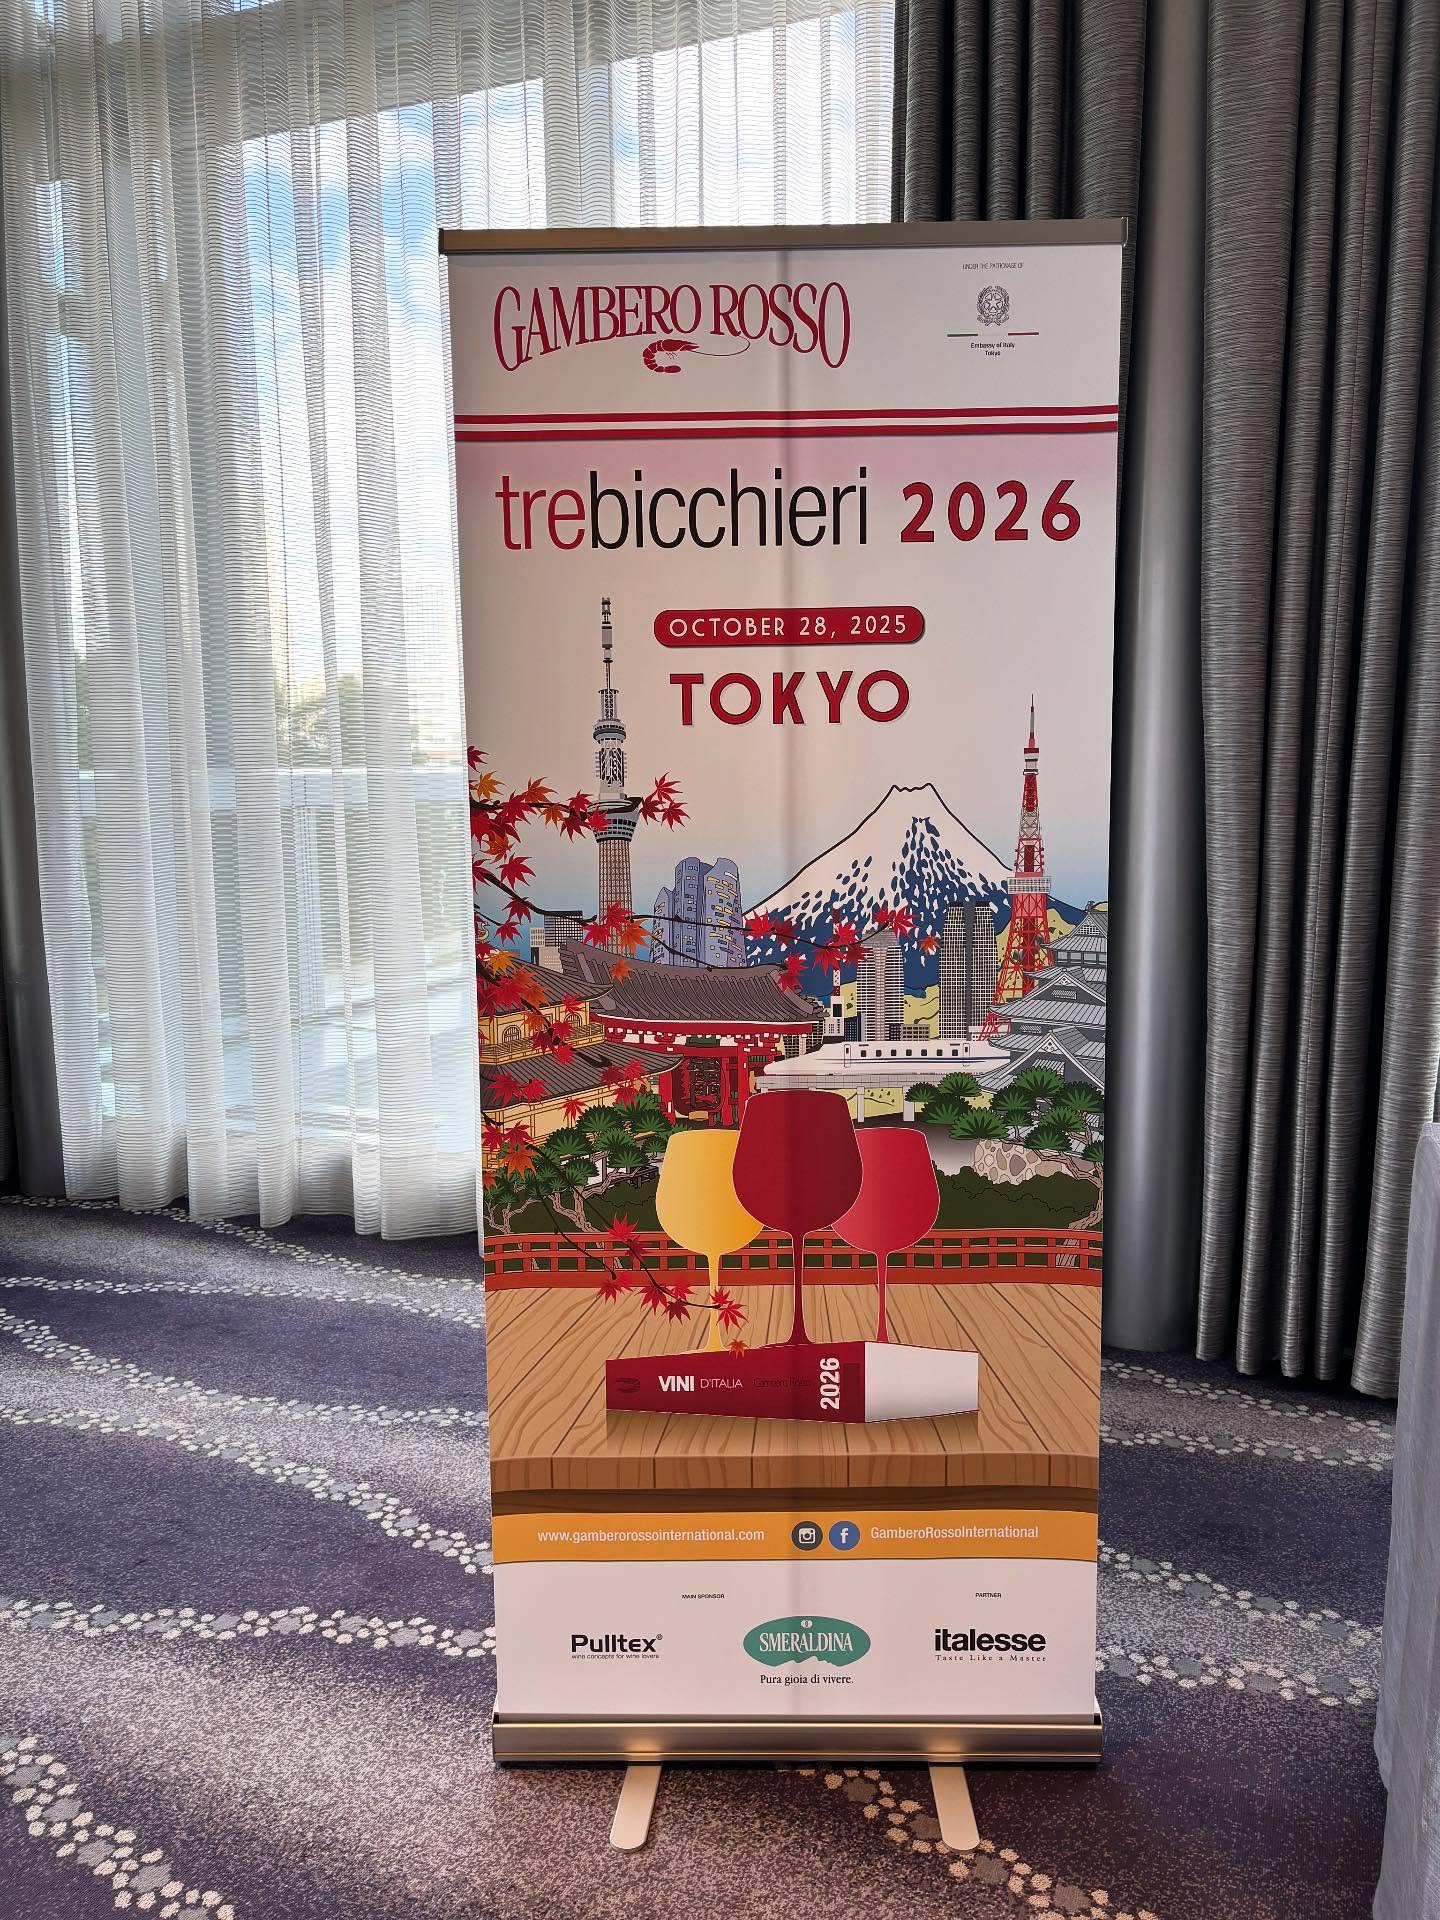 GAMBERO ROSSO
UNDER THE PATRONAGE OF
Embassy of Italy
Tokyo
trebicchieri 2026
OCTOBER 28, 2025
TOKYO
VINI D'ITALIA Gambero Rosso 2026
www.gamberorossointernational.com
GamberoRossoInternational
MAIN SPONSOR
PARTNER
Pulltex®
wine concepts for wine lovers
SMERALDINA
Pura gioia di vivere.
italesse
Taste Like a Master